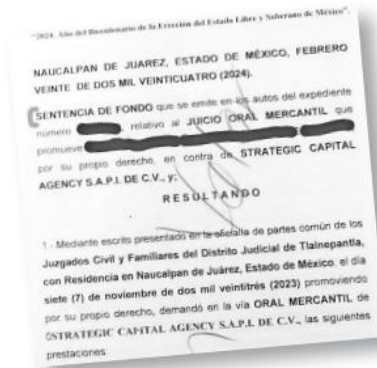 "2024. Año del Bicentenario de la Erección del Estado Libre y Soberano de México".
NAUCALPAN DE JUAREZ, ESTADO DE MÉXICO, FEBRERO
VEINTE DE DOS MIL VEINTICUATRO (2024).
SENTENCIA DE FONDO que se emite en los autos del expediente
número , relativo al JUICIO ORAL MERCANTIL que
promueve
por su propio derecho, en contra de STRATEGIC CAPITAL
AGENCY S.A.P.I. DE C.V., y;
R E S U L T A N D O
1.- Mediante escrito presentado en la oficialía de partes común de los
Juzgados Civil y Familiares del Distrito Judicial de Tlalnepantla,
con Residencia en Naucalpan de Juárez, Estado de México, el día
siete (7) de noviembre de dos mil veintitrés (2023) promoviendo
por su propio derecho, demandó en la vía ORAL MERCANTIL de
STRATEGIC CAPITAL AGENCY S.A.P.I. DE C.V., las siguientes
prestaciones: